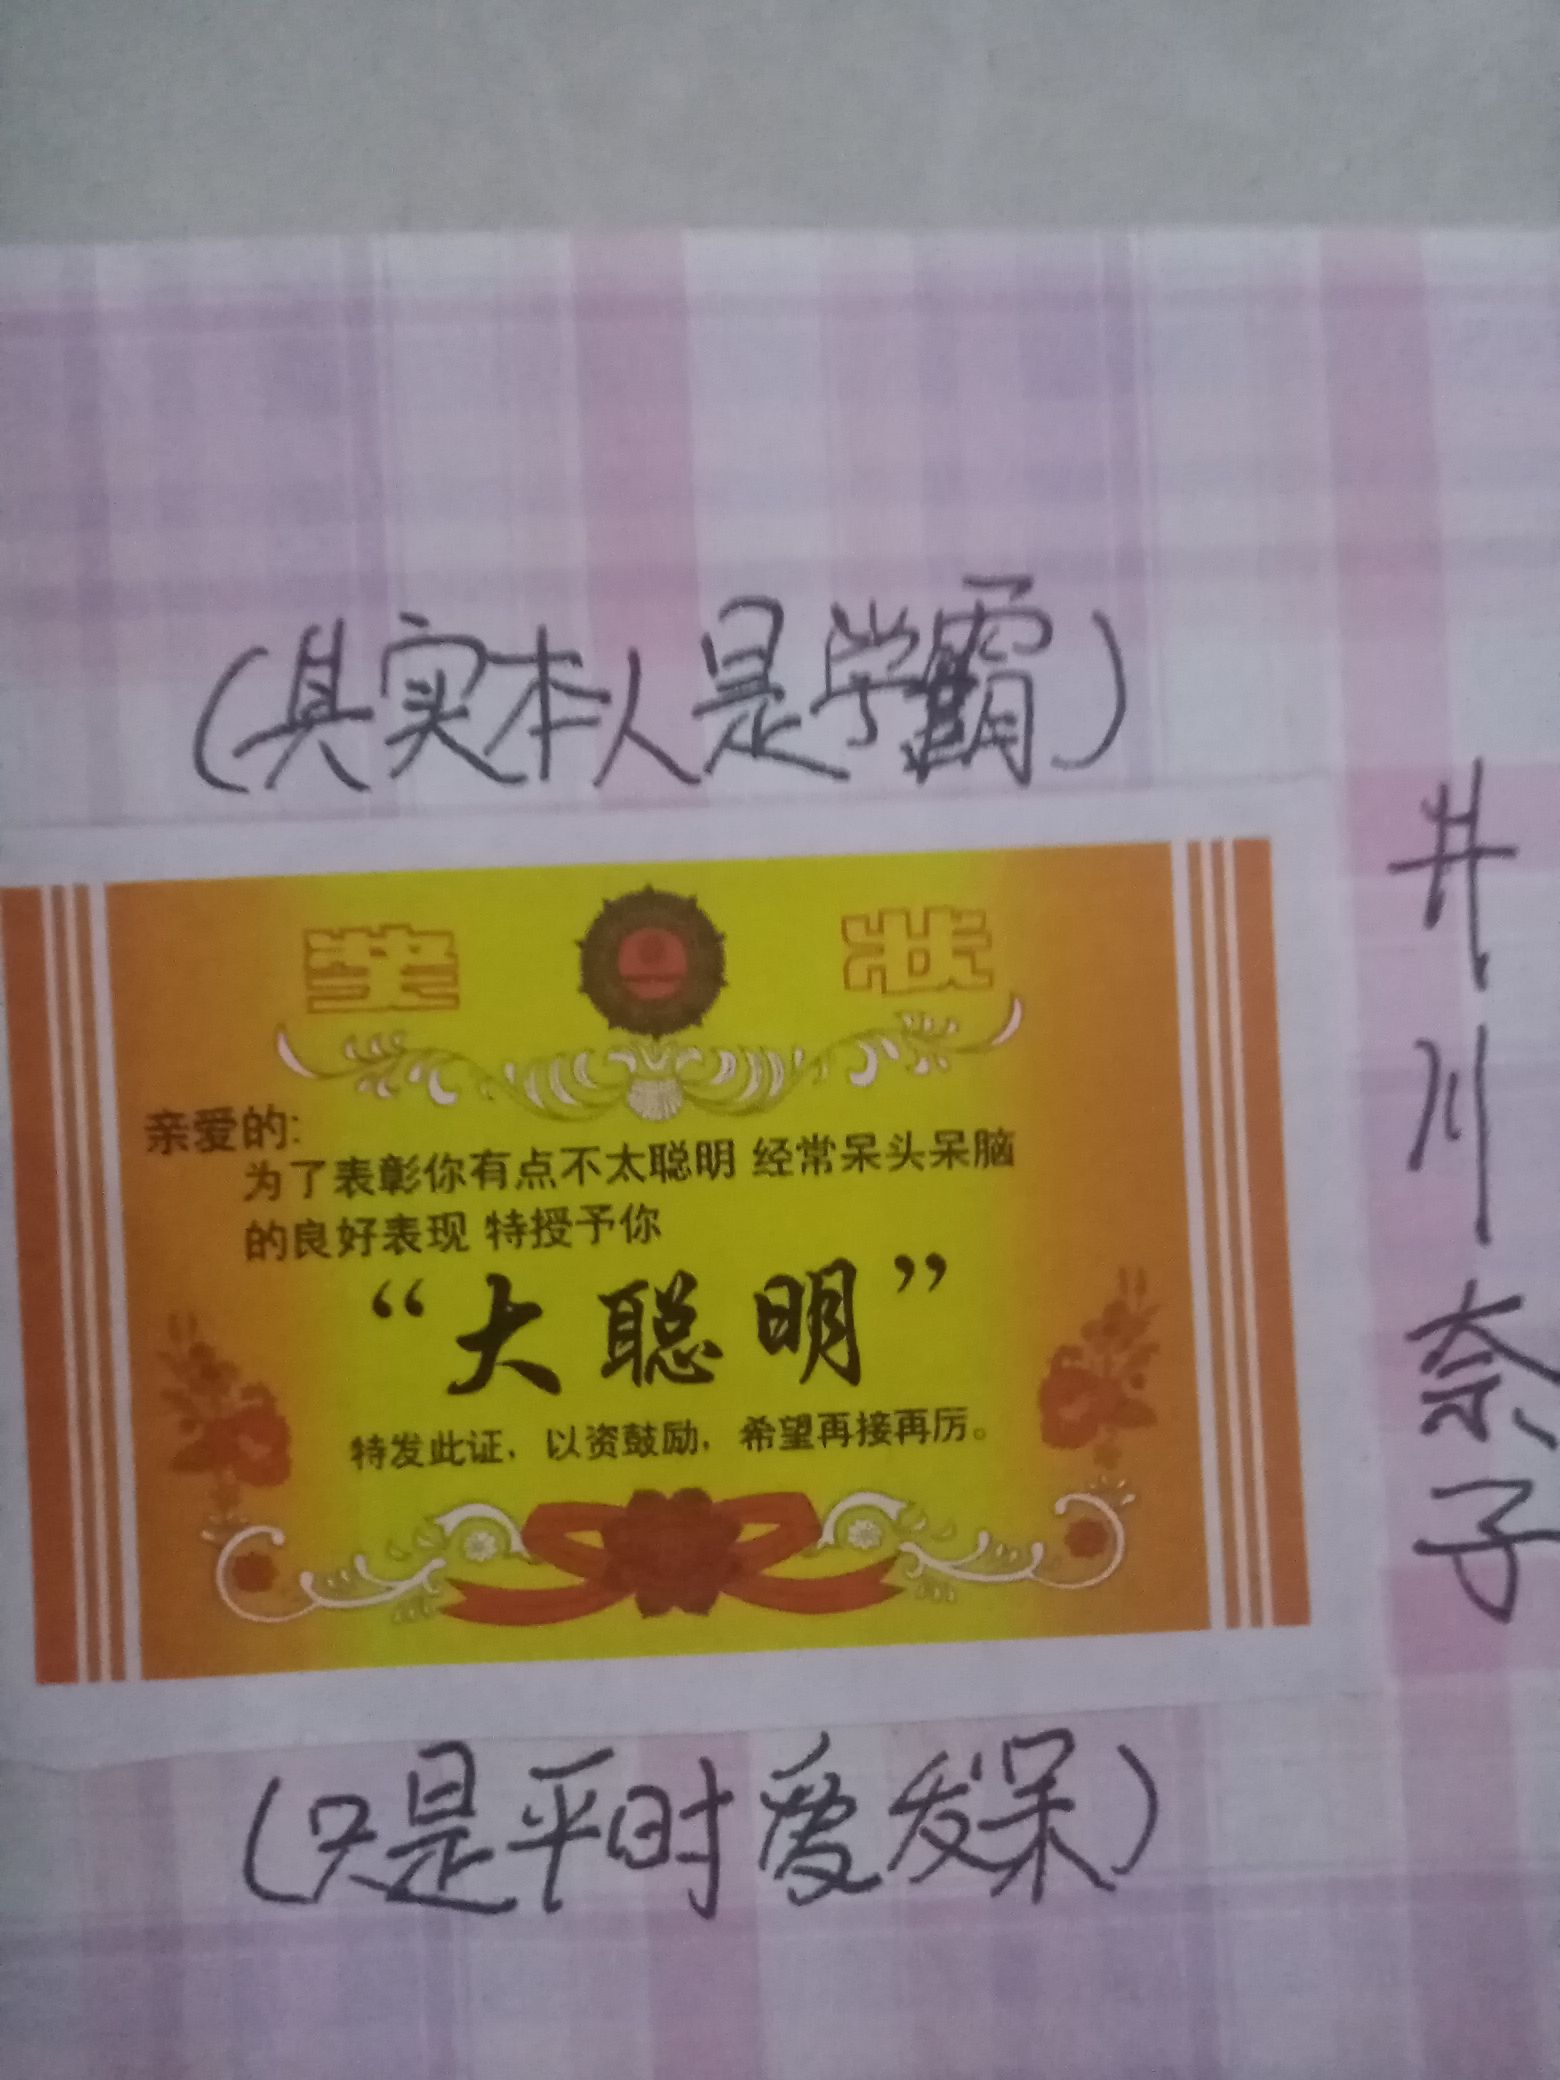 (其实本人是学霸)
奖 状
亲爱的:
为了表彰你有点不太聪明 经常呆头呆脑
的良好表现 特授予你
“大聪明”
特发此证，以资鼓励，希望再接再厉。
井川奈子
(只是平时爱发呆)